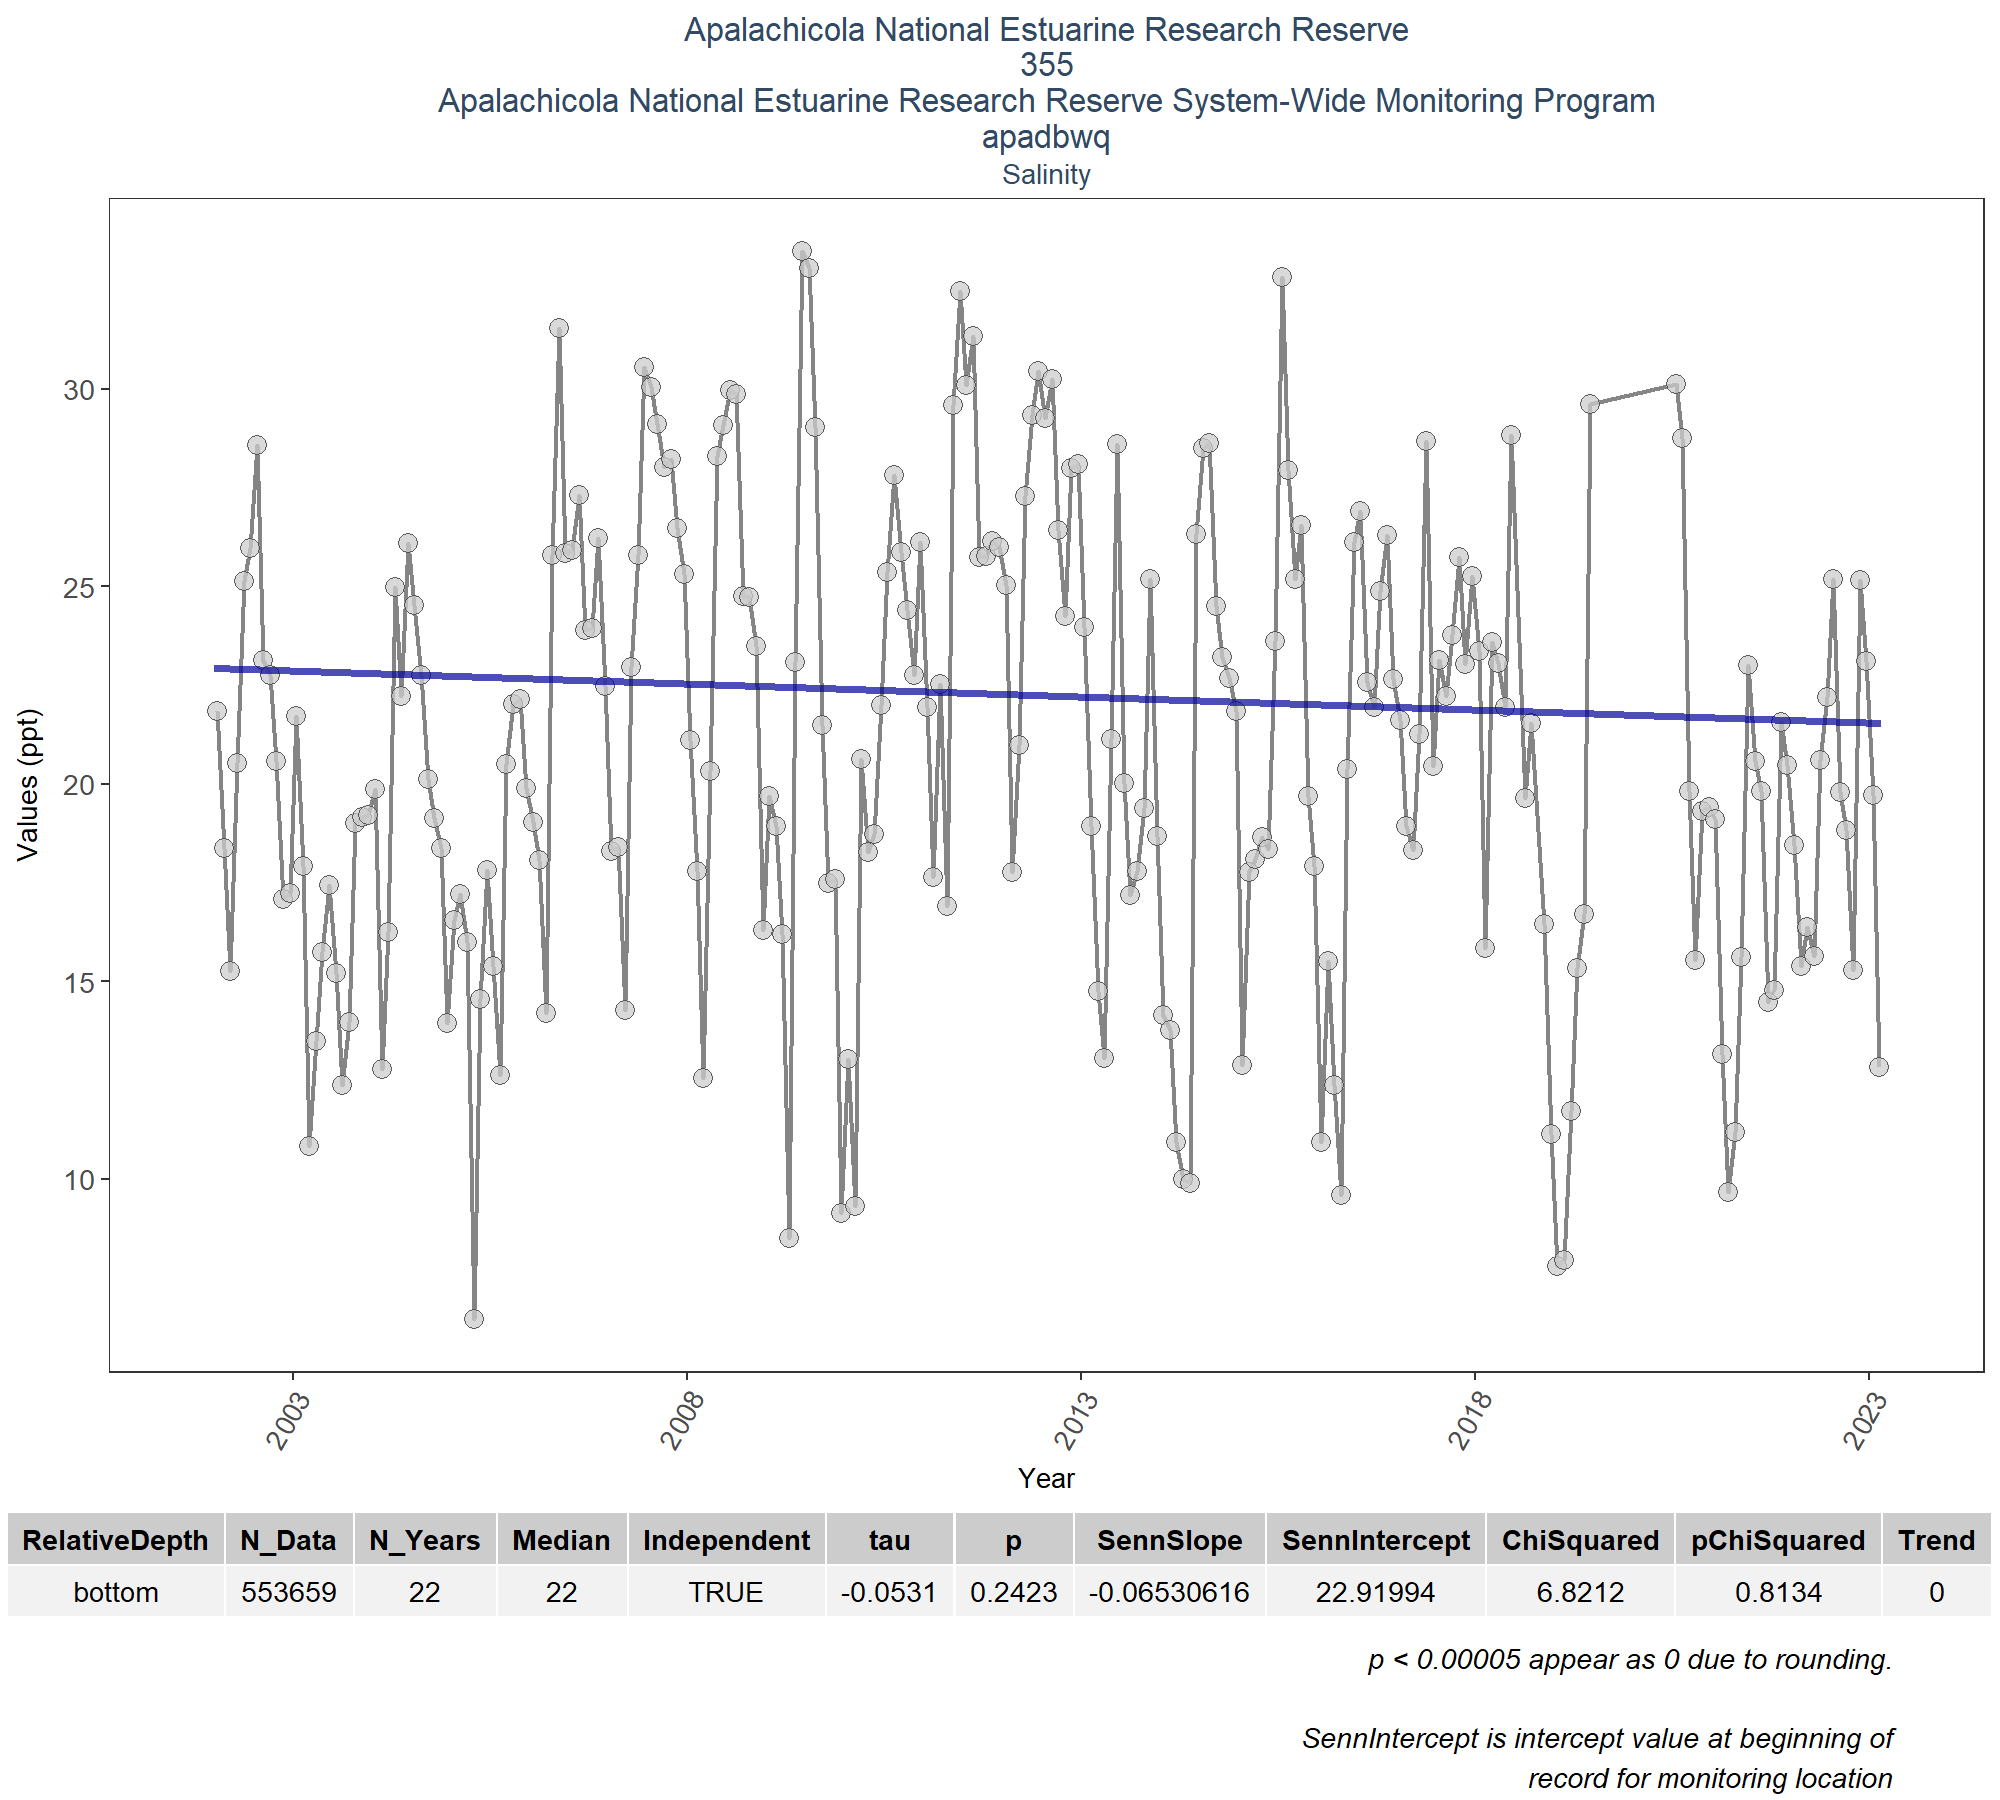 Apalachicola National Estuarine Research Reserve
355
Apalachicola National Estuarine Research Reserve System-Wide Monitoring Program
apadbwq
Salinity
Values (ppt)
30
25
20
15
10
2003 2008 2013 2018 2023
Year
RelativeDepth N_Data N_Years Median Independent tau p SennSlope SennIntercept ChiSquared pChiSquared Trend
bottom 553659 22 22 TRUE -0.0531 0.2423 -0.06530616 22.91994 6.8212 0.8134 0
p < 0.00005 appear as 0 due to rounding.
SennIntercept is intercept value at beginning of
record for monitoring location